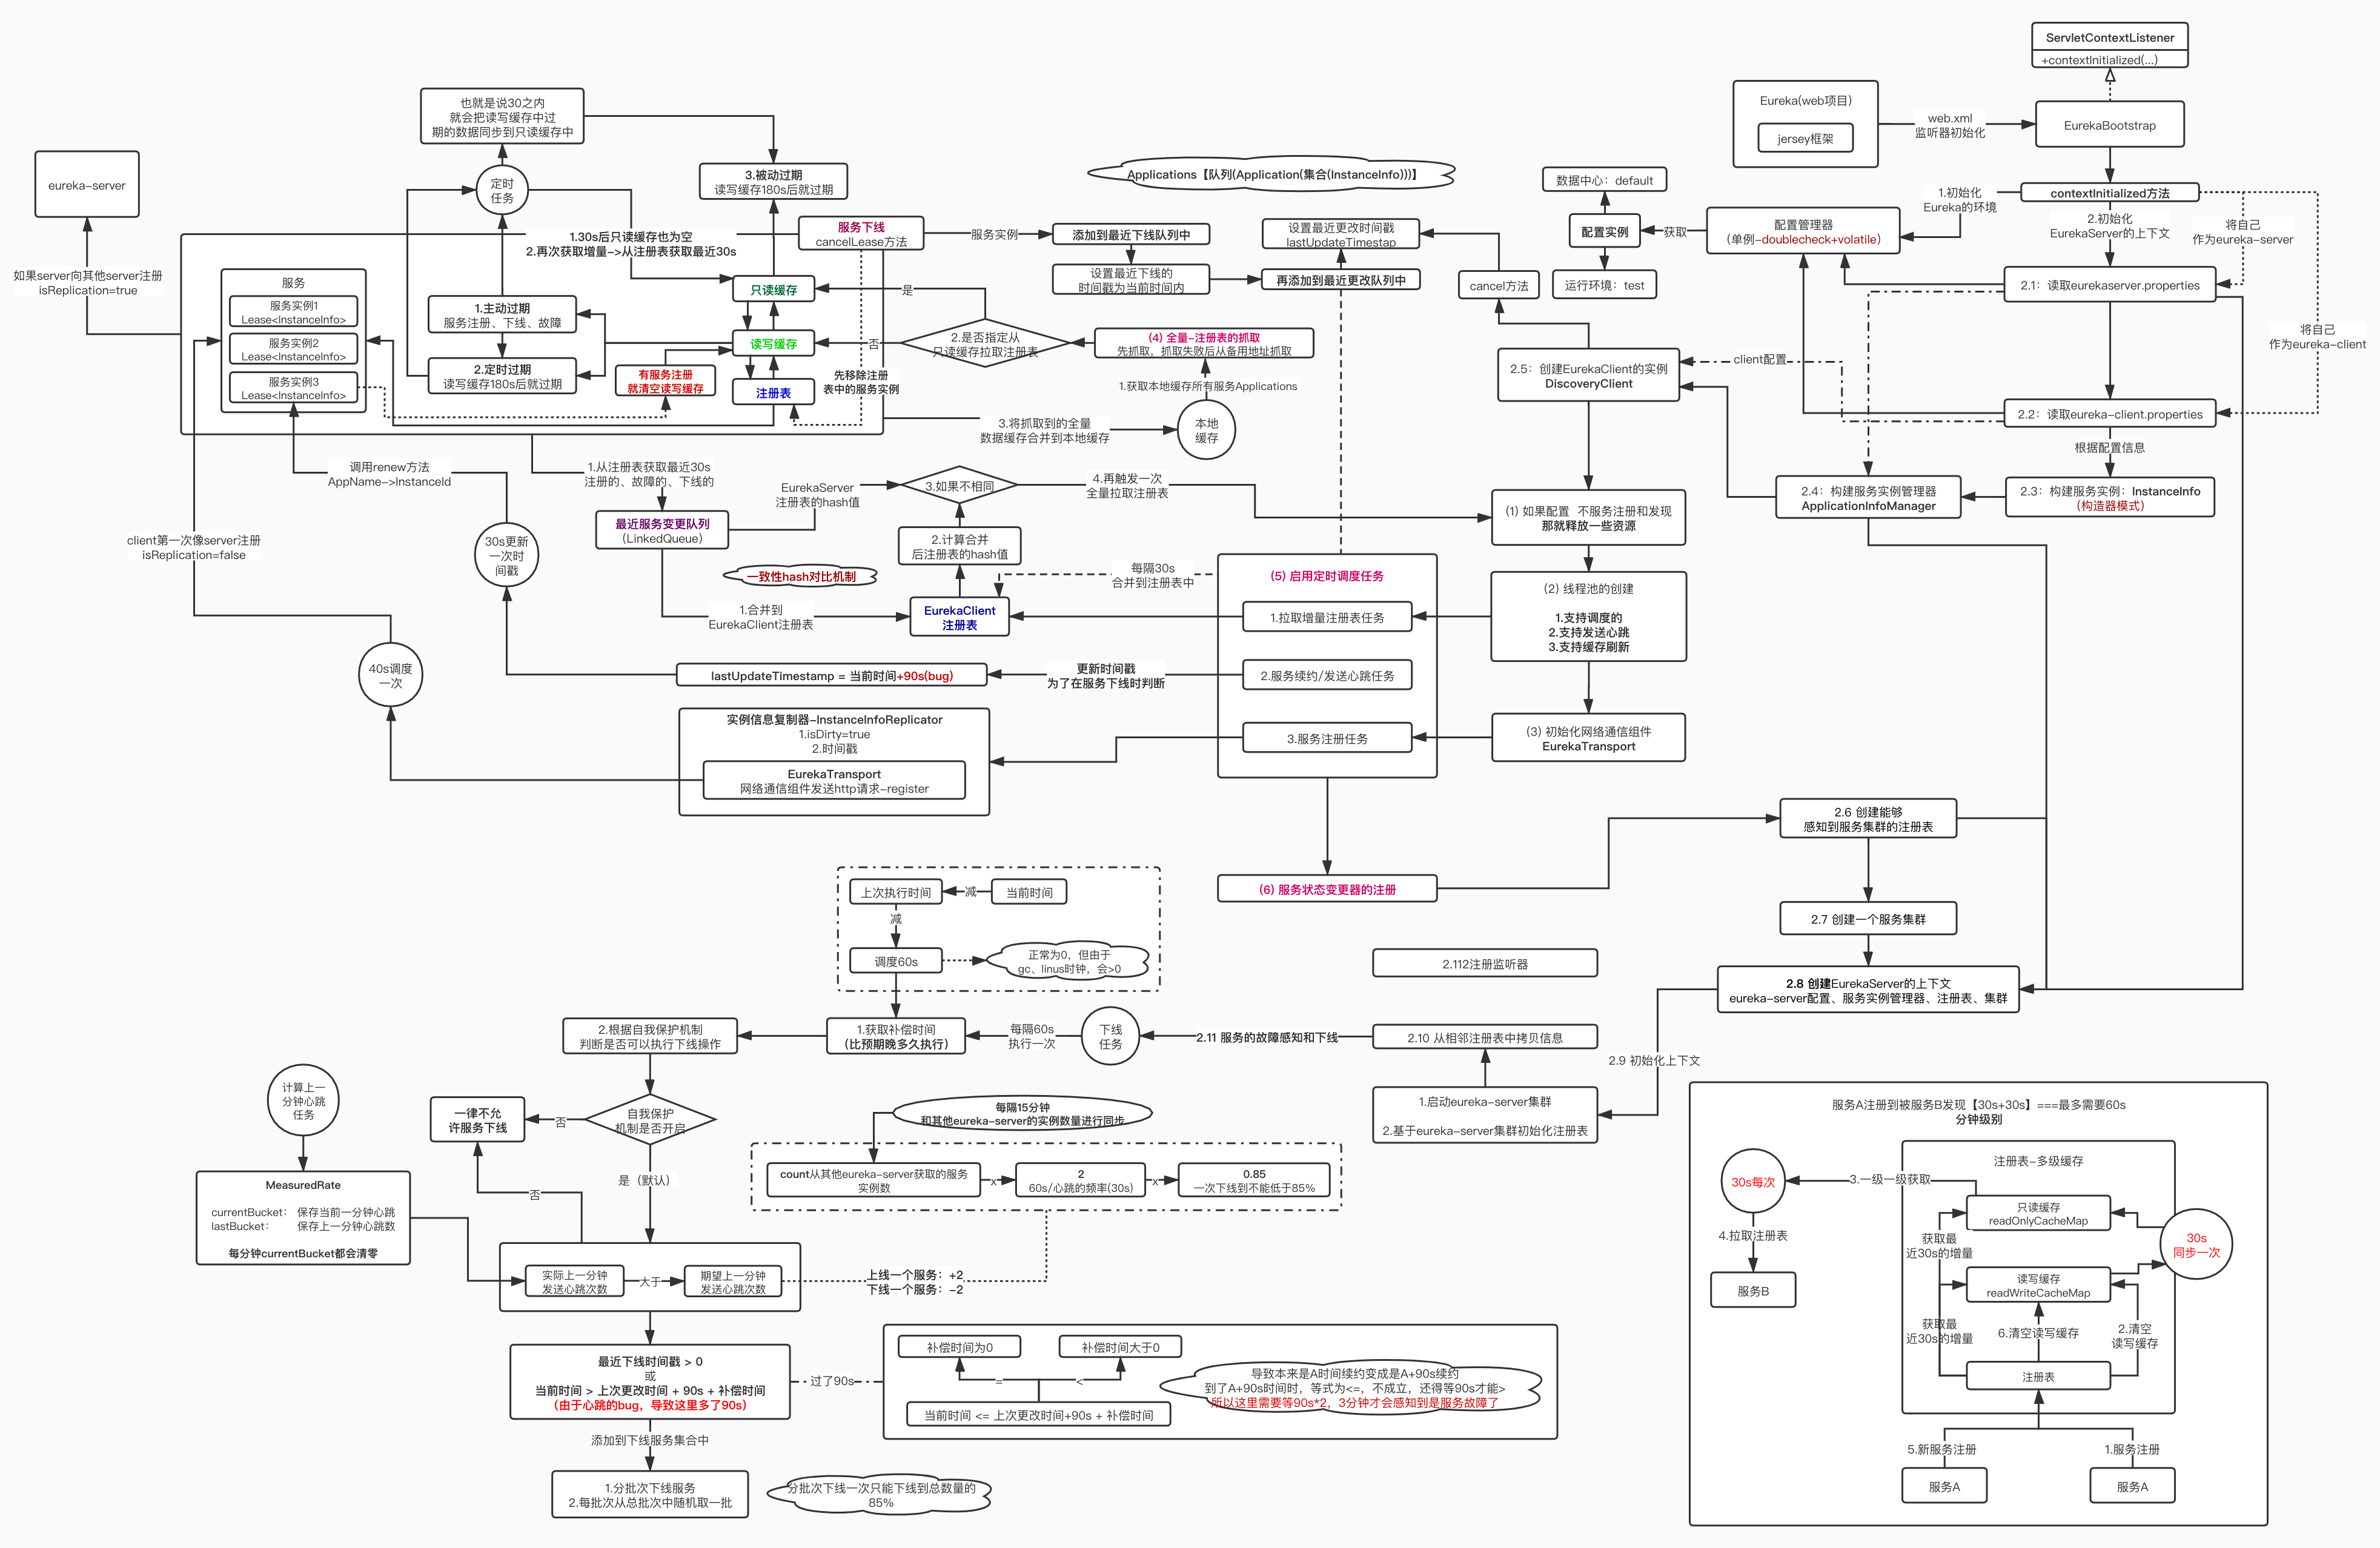 ServletContextListener
+contextInitialized(...)
Eureka(web项目)
jersey框架
web.xml
监听器初始化
EurekaBootstrap
contextInitialized方法
1.初始化
Eureka的环境
2.初始化
EurekaServer的上下文
将自己
作为eureka-server
将自己
作为eureka-client
配置管理器
（单例-doublecheck+volatile）
获取
配置实例
数据中心：default
运行环境：test
2.1：读取eurekaserver.properties
2.2：读取eureka-client.properties
根据配置信息
2.3：构建服务实例：InstanceInfo
（构造器模式）
2.4：构建服务实例管理器
ApplicationInfoManager
client配置
2.5：创建EurekaClient的实例
DiscoveryClient
cancel方法
设置最近更改时间戳
lastUpdateTimestap
再添加到最近更改队列中
添加到最近下线队列中
设置最近下线的
时间戳为当前时间内
服务实例
Applications【队列(Application(集合(InstanceInfo)))】
也就是说30之内
就会把读写缓存中过
期的数据同步到只读缓存中
定时
任务
3.被动过期
读写缓存180s后就过期
服务下线
cancelLease方法
1.30s后只读缓存也为空
2.再次获取增量->从注册表获取最近30s
eureka-server
如果server向其他server注册
isReplication=true
服务
服务实例1
Lease<InstanceInfo>
服务实例2
Lease<InstanceInfo>
服务实例3
Lease<InstanceInfo>
1.主动过期
服务注册、下线、故障
2.定时过期
读写缓存180s后就过期
有服务注册
就清空读写缓存
只读缓存
读写缓存
注册表
先移除注册
表中的服务实例
是
否
2.是否指定从
只读缓存拉取注册表
(4) 全量-注册表的抓取
先抓取，抓取失败后从备用地址抓取
1.获取本地缓存所有服务Applications
本地
缓存
3.将抓取到的全量
数据缓存合并到本地缓存
调用renew方法
AppName->InstanceId
1.从注册表获取最近30s
注册的、故障的、下线的
最近服务变更队列
（LinkedQueue）
EurekaServer
注册表的hash值
3.如果不相同
4.再触发一次
全量拉取注册表
2.计算合并
后注册表的hash值
一致性hash对比机制
1.合并到
EurekaClient注册表
EurekaClient
注册表
每隔30s
合并到注册表中
client第一次像server注册
isReplication=false
30s更新
一次时
间戳
40s调度
一次
lastUpdateTimestamp = 当前时间+90s(bug)
更新时间戳
为了在服务下线时判断
实例信息复制器-InstanceInfoReplicator
1.isDirty=true
2.时间戳
EurekaTransport
网络通信组件发送http请求-register
(5) 启用定时调度任务
1.拉取增量注册表任务
2.服务续约/发送心跳任务
3.服务注册任务
(1) 如果配置 不服务注册和发现
那就释放一些资源
(2) 线程池的创建
1.支持调度的
2.支持发送心跳
3.支持缓存刷新
(3) 初始化网络通信组件
EurekaTransport
(6) 服务状态变更器的注册
2.6 创建能够
感知到服务集群的注册表
2.7 创建一个服务集群
2.8 创建EurekaServer的上下文
eureka-server配置、服务实例管理器、注册表、集群
2.9 初始化上下文
1.启动eureka-server集群
2.基于eureka-server集群初始化注册表
2.10 从相邻注册表中拷贝信息
2.112注册监听器
2.11 服务的故障感知和下线
下线
任务
每隔60s
执行一次
上次执行时间
减
当前时间
减
调度60s
正常为0，但由于
gc、linus时钟，会>0
1.获取补偿时间
（比预期晚多久执行）
2.根据自我保护机制
判断是否可以执行下线操作
自我保护
机制是否开启
否
一律不允
许服务下线
是（默认）
否
计算上一
分钟心跳
任务
MeasuredRate
currentBucket： 保存当前一分钟心跳
lastBucket： 保存上一分钟心跳数
每分钟currentBucket都会清零
每隔15分钟
和其他eureka-server的实例数量进行同步
count从其他eureka-server获取的服务
实例数
x
2
60s/心跳的频率(30s)
x
0.85
一次下线到不能低于85%
实际上一分钟
发送心跳次数
大于
期望上一分钟
发送心跳次数
上线一个服务：+2
下线一个服务：-2
最近下线时间戳 > 0
或
当前时间 > 上次更改时间 + 90s + 补偿时间
（由于心跳的bug，导致这里多了90s）
过了90s
补偿时间为0
补偿时间大于0
=
<
当前时间 <= 上次更改时间+90s + 补偿时间
导致本来是A时间续约变成是A+90s续约
到了A+90s时间时，等式为<=，不成立，还得等90s才能>
所以这里需要等90s*2，3分钟才会感知到是服务故障了
添加到下线服务集合中
1.分批次下线服务
2.每批次从总批次中随机取一批
分批次下线一次只能下线到总数量的
85%
服务A注册到被服务B发现【30s+30s】===最多需要60s
分钟级别
30s每次
3.一级一级获取
4.拉取注册表
服务B
注册表-多级缓存
只读缓存
readOnlyCacheMap
获取最
近30s的增量
30s
同步一次
读写缓存
readWriteCacheMap
获取最
近30s的增量
6.清空读写缓存
2.清空
读写缓存
注册表
5.新服务注册
1.服务注册
服务A
服务A